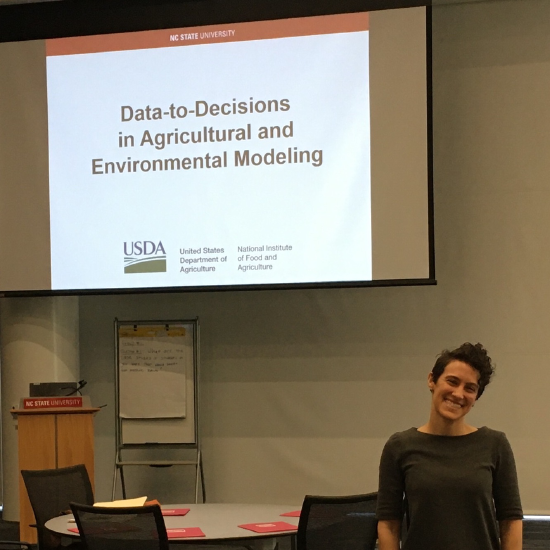 NC STATE UNIVERSITY
Data-to-Decisions
in Agricultural and
Environmental Modeling
USDA
United States
Department of
Agriculture
National Institute
of Food and
Agriculture
NC STATE UNIVERSITY